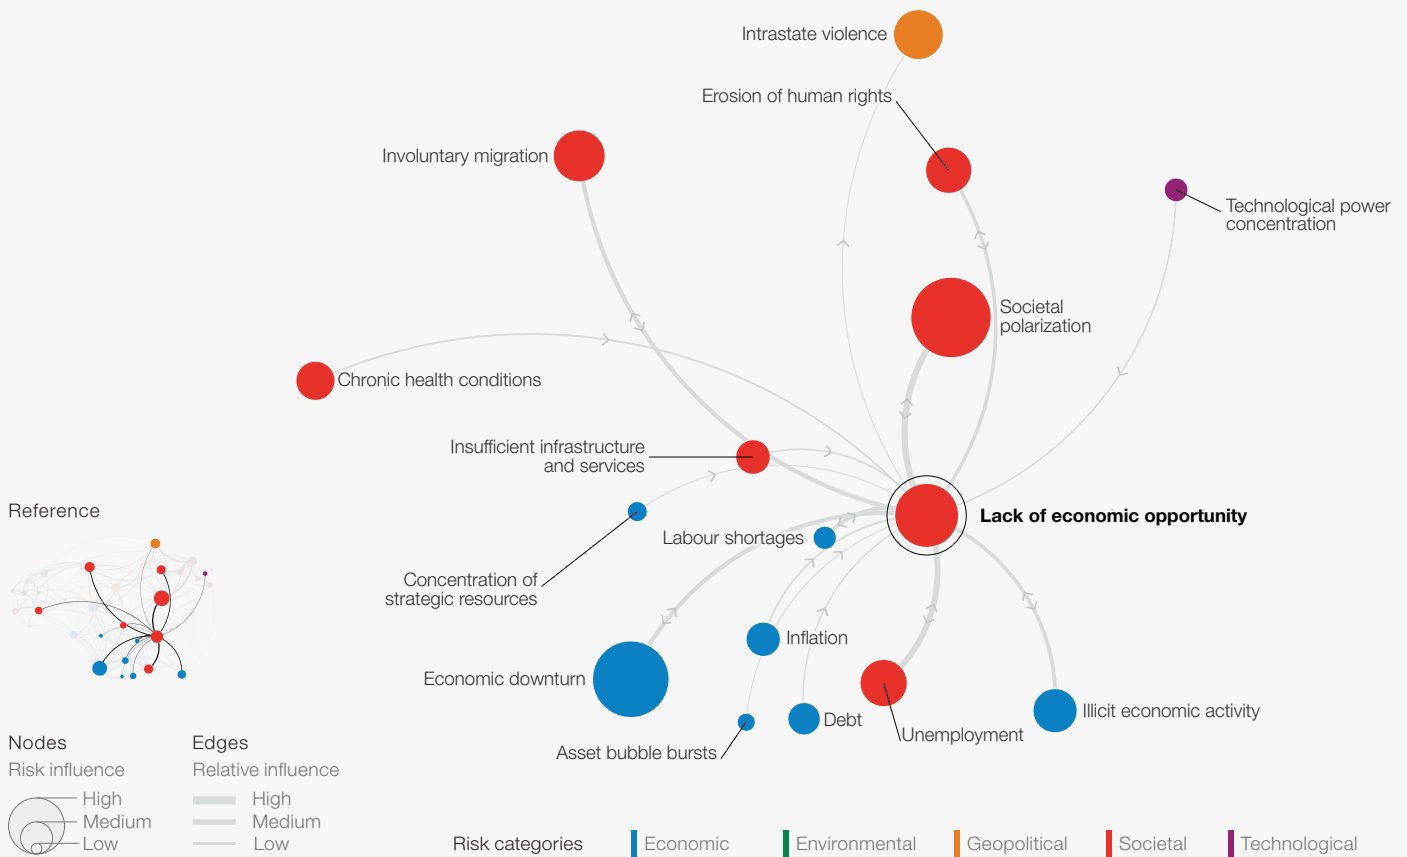 Intrastate violence
Erosion of human rights
Involuntary migration
Technological power
concentration
Societal
polarization
Chronic health conditions
Insufficient infrastructure
and services
Reference
Lack of economic opportunity
Labour shortages
Concentration of
strategic resources
Inflation
Economic downturn
Debt
Illicit economic activity
Unemployment
Asset bubble bursts
Nodes
Risk influence
High
Medium
Low
Edges
Relative influence
High
Medium
Low
Risk categories
Economic
Environmental
Geopolitical
Societal
Technological